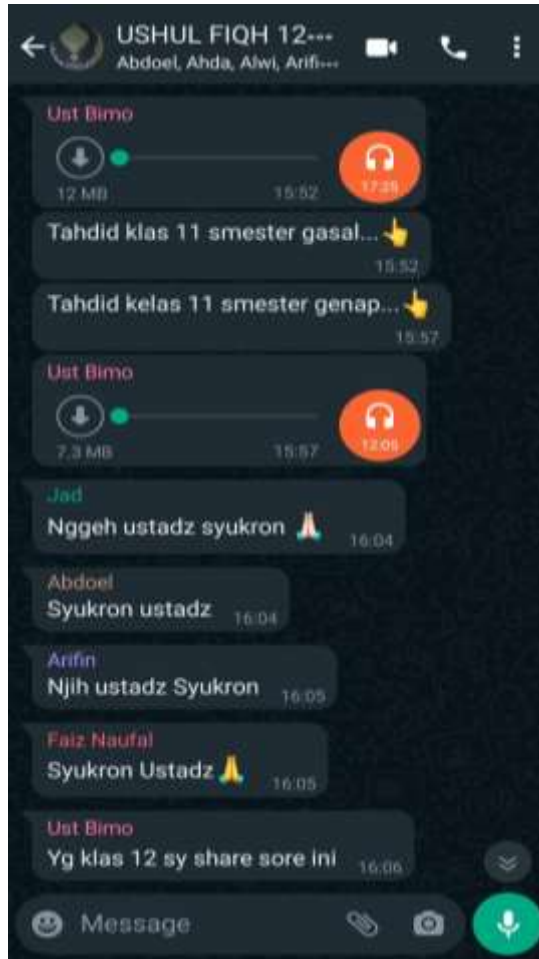 USHUL FIQH 12···
Abdoel, Ahda, Alwi, Arifi···
Ust Bimo
17:25
12 MB 15:52
Tahdid klas 11 smester gasal...👆
15:52
Tahdid kelas 11 smester genap...👆
15:57
Ust Bimo
12:05
7.3 MB 15:57
Jad
Nggeh ustadz syukron 🙏🏻 16:04
Abdoel
Syukron ustadz 16:04
Arifin
Njih ustadz Syukron 16:05
Faiz Naufal
Syukron Ustadz 🙏 16:05
Ust Bimo
Yg klas 12 sy share sore ini 16:06
Message